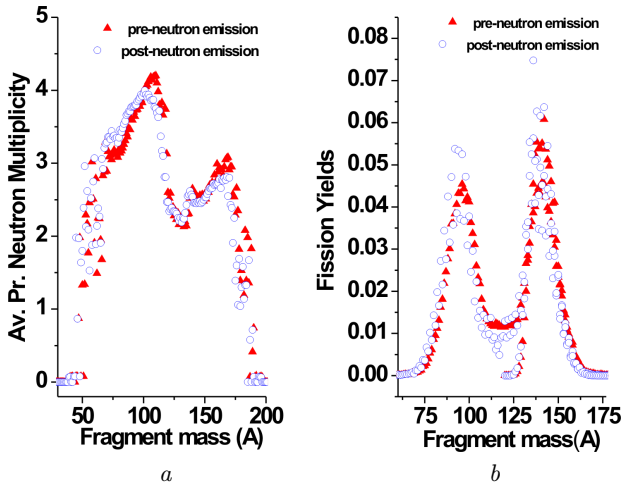 pre-neutron emission
post-neutron emission
Av. Pr. Neutron Multiplicity
5
4
3
2
1
0
50
100
150
200
Fragment mass (A)
a
pre-neutron emission
post-neutron emission
Fission Yields
0.08
0.07
0.06
0.05
0.04
0.03
0.02
0.01
0.00
75
100
125
150
175
Fragment mass(A)
b